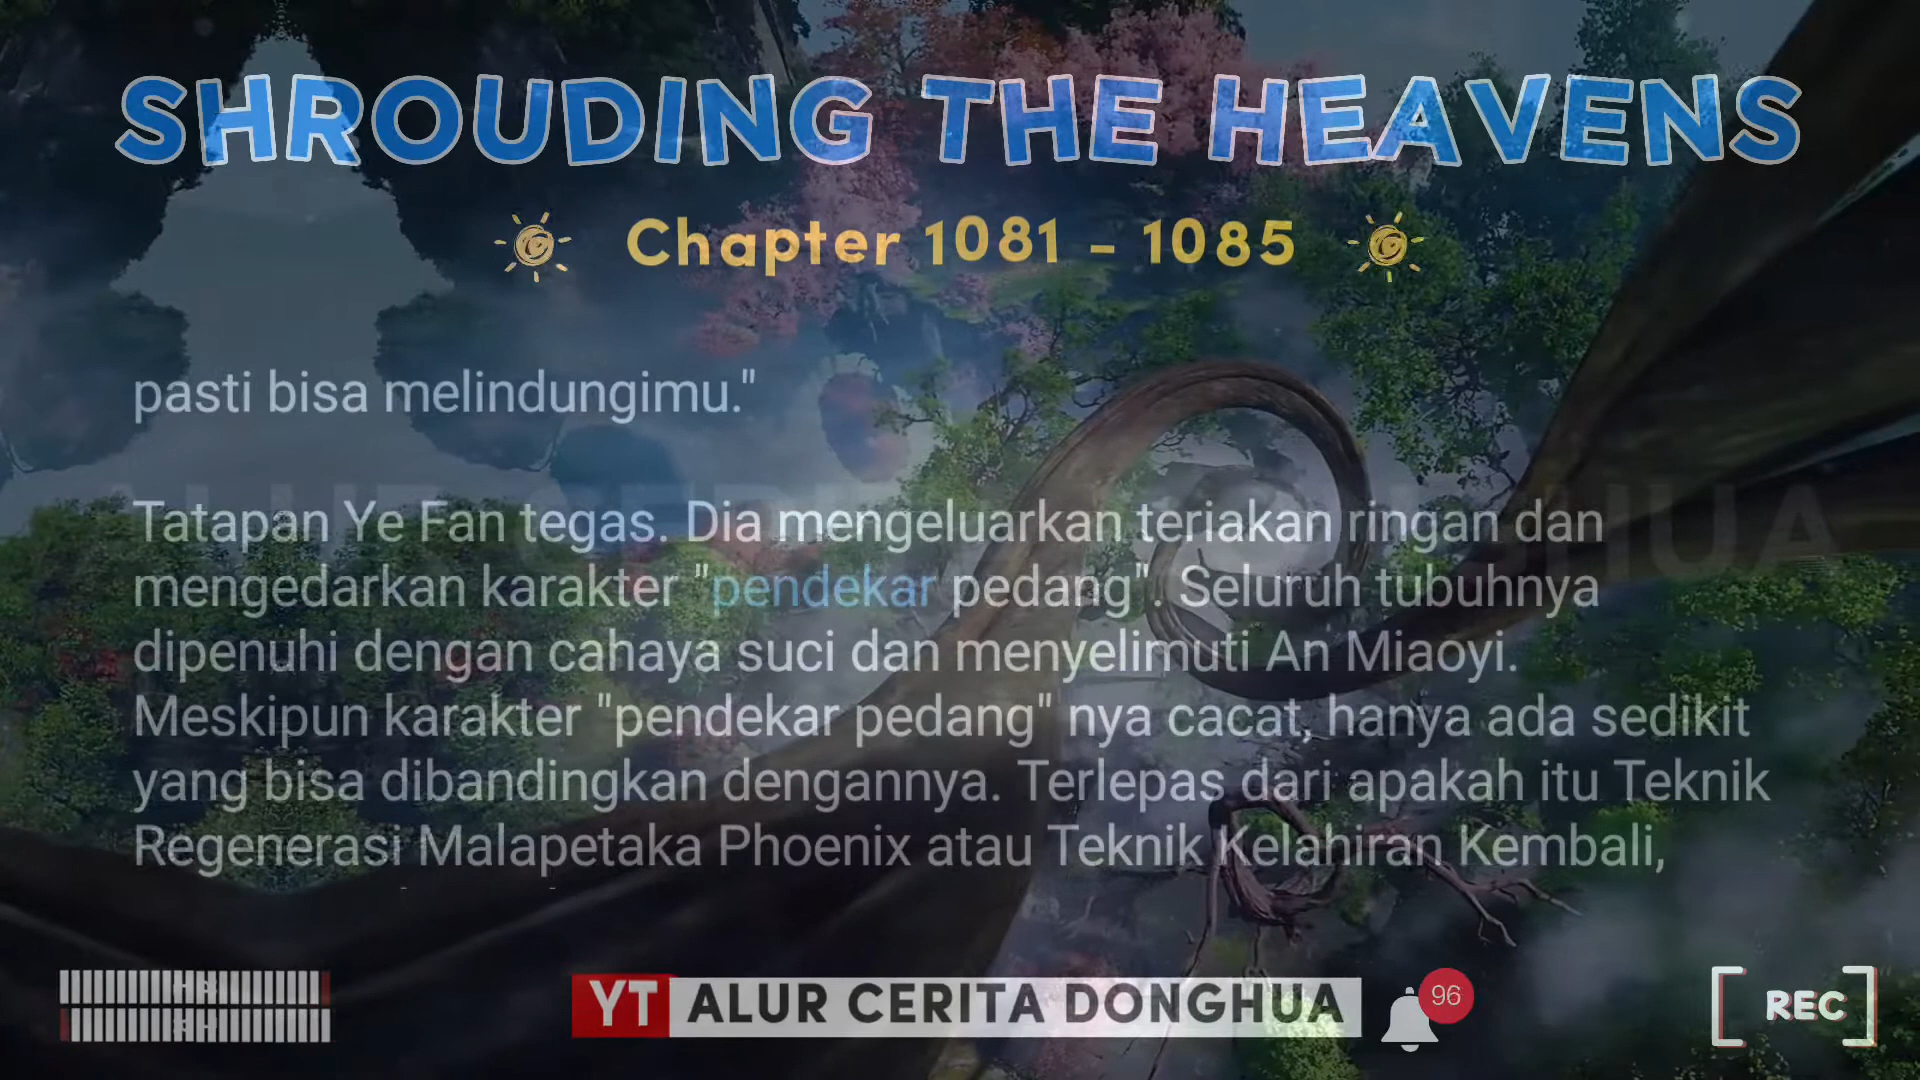 SHROUDING THE HEAVENS
Chapter 1081 - 1085
pasti bisa melindungimu."
Tatapan Ye Fan tegas. Dia mengeluarkan teriakan ringan dan
mengedarkan karakter "pendekar pedang". Seluruh tubuhnya
dipenuhi dengan cahaya suci dan menyelimuti An Miaoyi.
Meskipun karakter "pendekar pedang" nya cacat, hanya ada sedikit
yang bisa dibandingkan dengannya. Terlepas dari apakah itu Teknik
Regenerasi Malapetaka Phoenix atau Teknik Kelahiran Kembali,
YT ALUR CERITA DONGHUA
96
REC